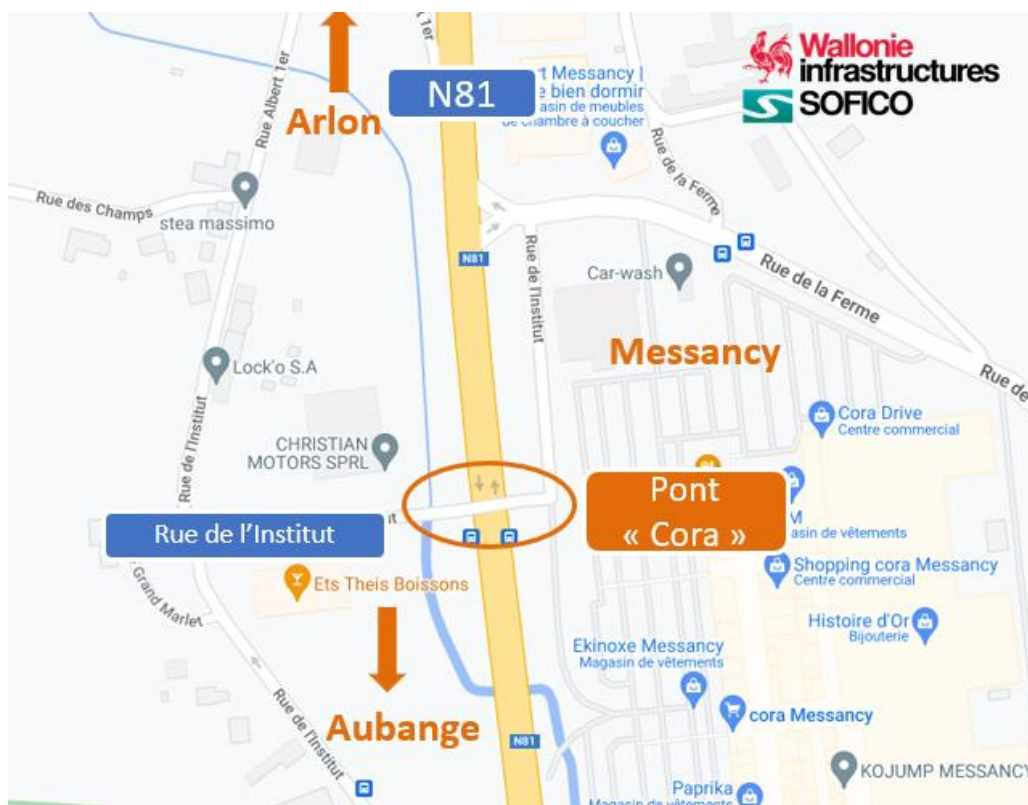 Wallonie
infrastructures
SOFICO
N81
Arlon
Rue Albert 1er
1er
t Messancy |
e bien dormir
asin de meubles
de chambre à coucher
Rue de la Ferme
Rue des Champs
stea massimo
N81
Rue de l'Institut
Car-wash
Rue de la Ferme
Messancy
Rue de
Lock'o S.A
Rue de l'Institut
Cora Drive
Centre commercial
CHRISTIAN
MOTORS SPRL
Pont
« Cora »
Rue de l'Institut
nt
M
asin de vêtements
Shopping cora Messancy
Centre commercial
Ets Theis Boissons
Grand Marlet
Histoire d'Or
Bijouterie
Ekinoxe Messancy
Magasin de vêtements
Rue de l'Institut
Aubange
cora Messancy
N81
KOJUMP MESSANCY
Paprika
Magasin de vêtements